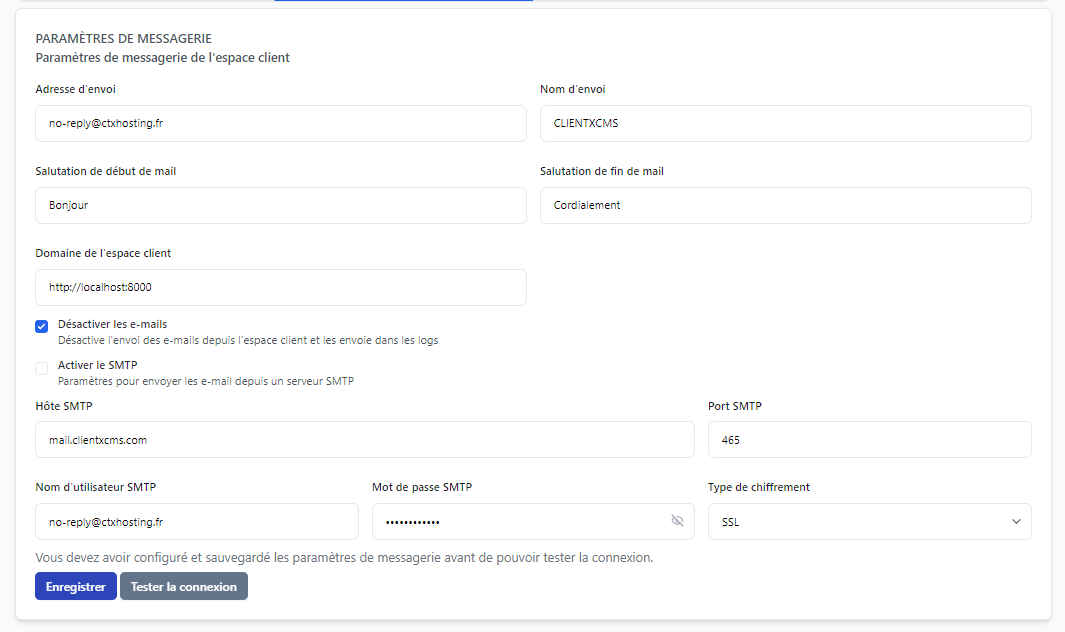 PARAMÈTRES DE MESSAGERIE
Paramètres de messagerie de l'espace client
Adresse d'envoi
Nom d'envoi
no-reply@ctxhosting.fr
CLIENTXCMS
Salutation de début de mail
Salutation de fin de mail
Bonjour
Cordialement
Domaine de l'espace client
http://localhost:8000
Désactiver les e-mails
Désactive l'envoi des e-mails depuis l'espace client et les envoie dans les logs
Activer le SMTP
Paramètres pour envoyer les e-mail depuis un serveur SMTP
Hôte SMTP
Port SMTP
mail.clientxcms.com
465
Nom d'utilisateur SMTP
Mot de passe SMTP
Type de chiffrement
no-reply@ctxhosting.fr
••••••••••••
SSL
Vous devez avoir configuré et sauvegardé les paramètres de messagerie avant de pouvoir tester la connexion.
Enregistrer
Tester la connexion